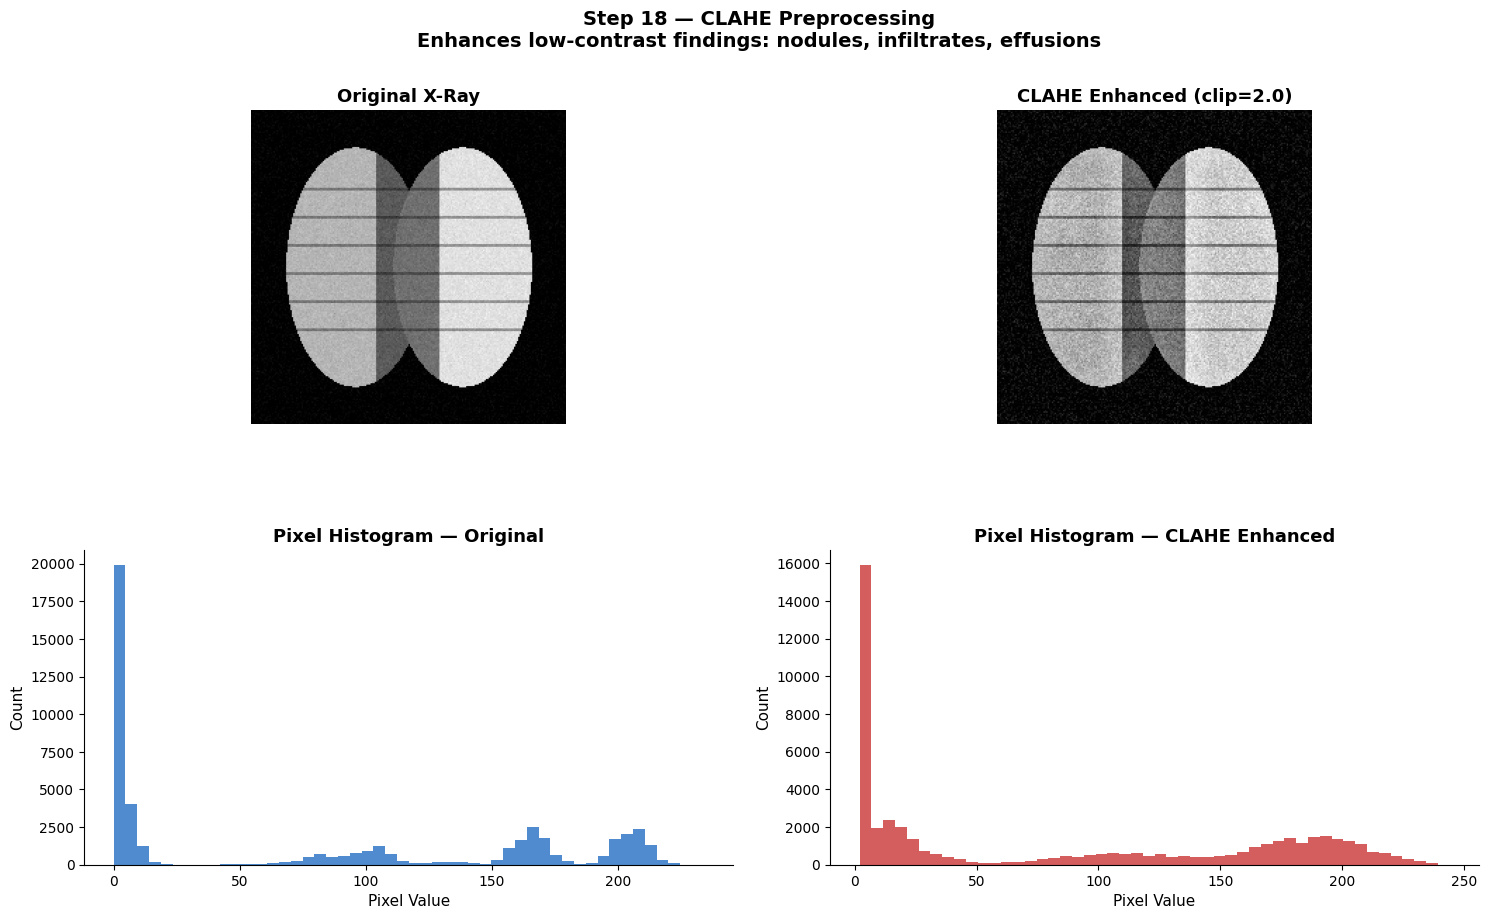 Step 18 — CLAHE Preprocessing
Enhances low-contrast findings: nodules, infiltrates, effusions
Original X-Ray
CLAHE Enhanced (clip=2.0)
Pixel Histogram — Original
20000
17500
15000
12500
10000
7500
5000
2500
0
Count
0 50 100 150 200
Pixel Value
Pixel Histogram — CLAHE Enhanced
16000
14000
12000
10000
8000
6000
4000
2000
0
Count
0 50 100 150 200 250
Pixel Value